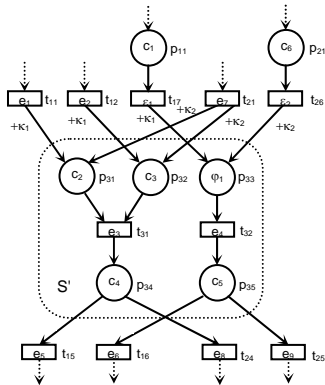 c₁ p₁₁ c₆ p₂₁
e₁ t₁₁ e₂ t₁₂ ε₁ t₁₇ e₇ t₂₁ ε₂ t₂₆
+κ₁ +κ₁ +κ₂ +κ₂ +κ₂
c₂ p₃₁ c₃ p₃₂ φ₁ p₃₃
e₃ t₃₁ e₄ t₃₂
S' c₄ p₃₄ c₅ p₃₅
e₅ t₁₅ e₆ t₁₆ e₈ t₂₄ e₉ t₂₅